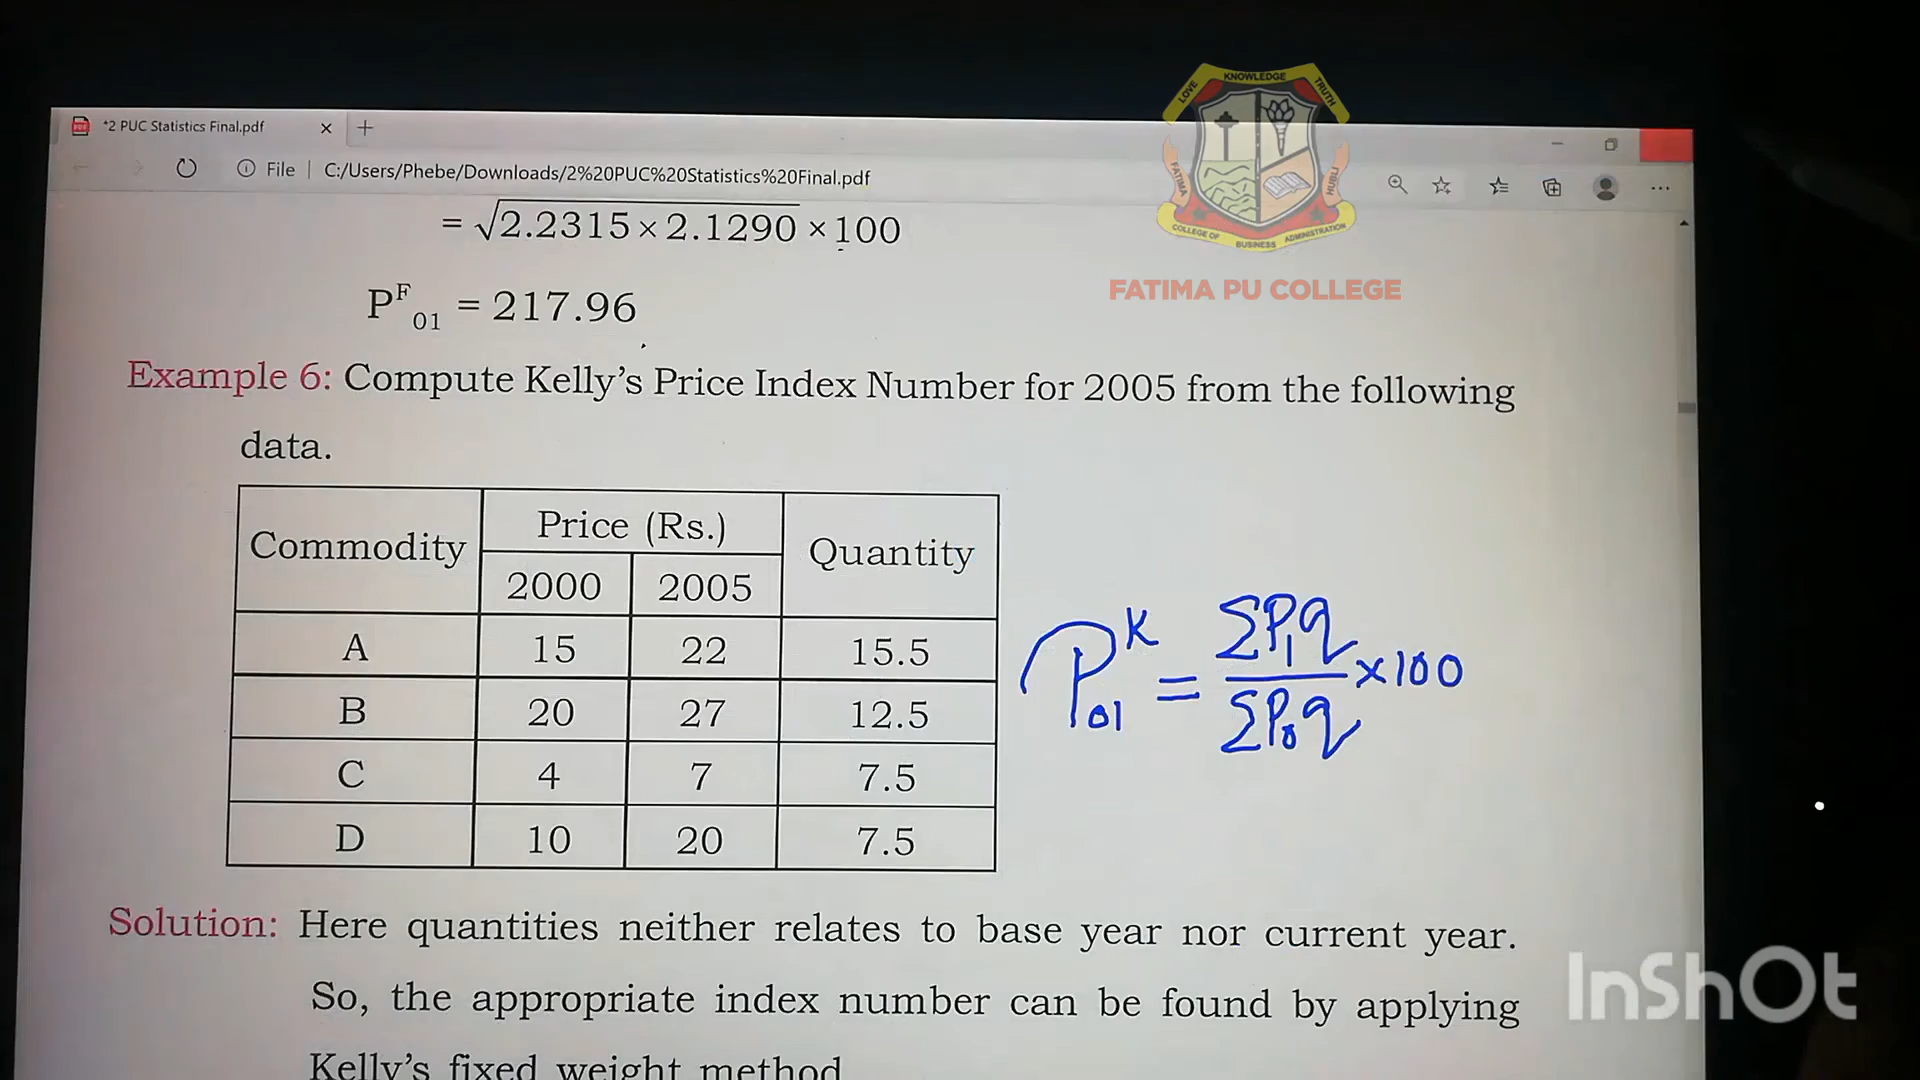 LOVE KNOWLEDGE TRUTH
FATIMA HUBLI
COLLEGE OF BUSINESS ADMINISTRATION
FATIMA PU COLLEGE
*2 PUC Statistics Final.pdf
File | C:/Users/Phebe/Downloads/2%20PUC%20Statistics%20Final.pdf
= √2.2315 × 2.1290 × 100
P^F_01 = 217.96
Example 6: Compute Kelly's Price Index Number for 2005 from the following
data.
Commodity Price (Rs.) Quantity
2000 2005
A 15 22 15.5
B 20 27 12.5
C 4 7 7.5
D 10 20 7.5
P^K_01 = Σp₁q / Σp₀q × 100
Solution: Here quantities neither relates to base year nor current year.
So, the appropriate index number can be found by applying
Kelly's fixed weight method
InShOt